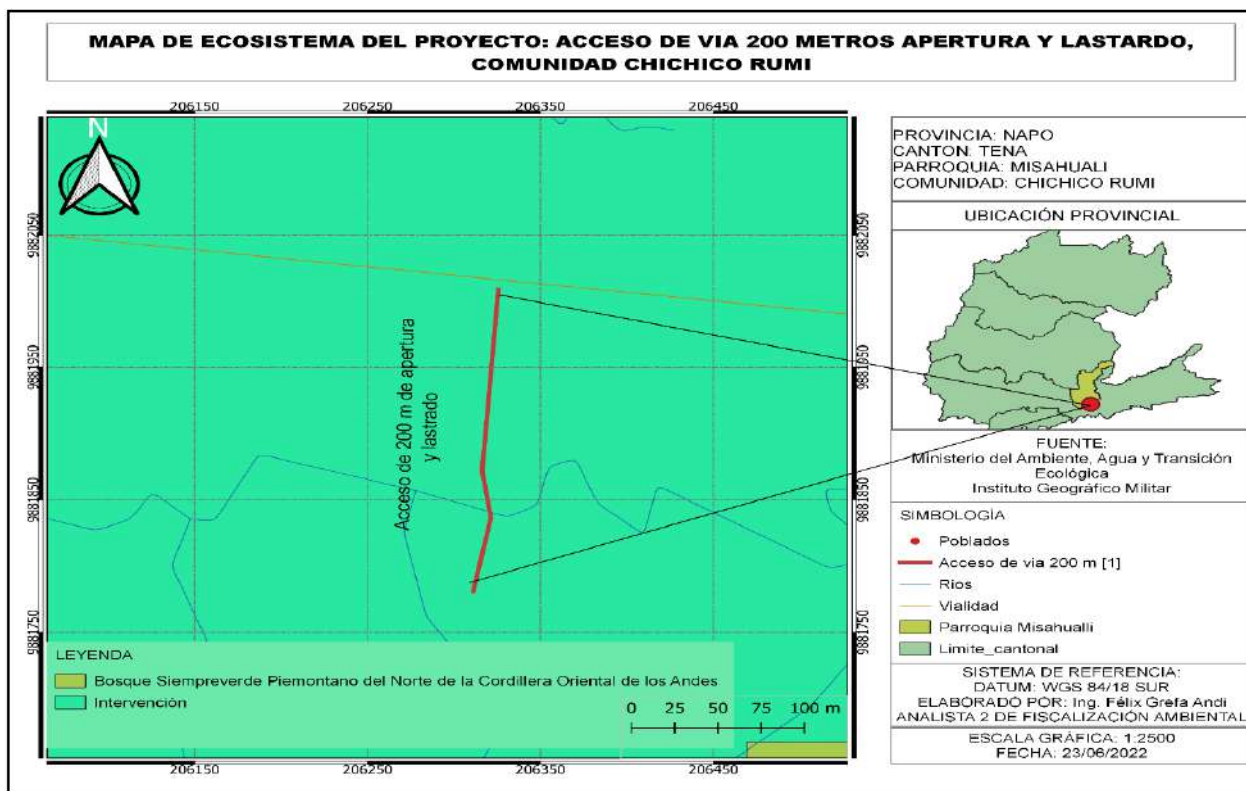 MAPA DE ECOSISTEMA DEL PROYECTO: ACCESO DE VIA 200 METROS APERTURA Y LASTARDO,
COMUNIDAD CHICHICO RUMI
206150 206250 206350 206450
N
9882050
9881950
9881850
9881750
Acceso de 200 m de apertura
y lastrado
9882050
9881950
9881850
9881750
LEYENDA
Bosque Siempreverde Piemontano del Norte de la Cordillera Oriental de los Andes
Intervención
0 25 50 75 100 m
206150 206250 206350 206450
PROVINCIA: NAPO
CANTON: TENA
PARROQUIA: MISAHUALI
COMUNIDAD: CHICHICO RUMI
UBICACIÓN PROVINCIAL
FUENTE:
Ministerio del Ambiente, Agua y Transición
Ecológica
Instituto Geográfico Militar
SIMBOLOGÍA
Poblados
Acceso de via 200 m [1]
Rios
Vialidad
Parroquia Misahualli
Limite_cantonal
SISTEMA DE REFERENCIA:
DATUM: WGS 84/18 SUR
ELABORADO POR: Ing. Félix Grefa Andi
ANALISTA 2 DE FISCALIZACIÓN AMBIENTAL
ESCALA GRÁFICA: 1:2500
FECHA: 23/06/2022